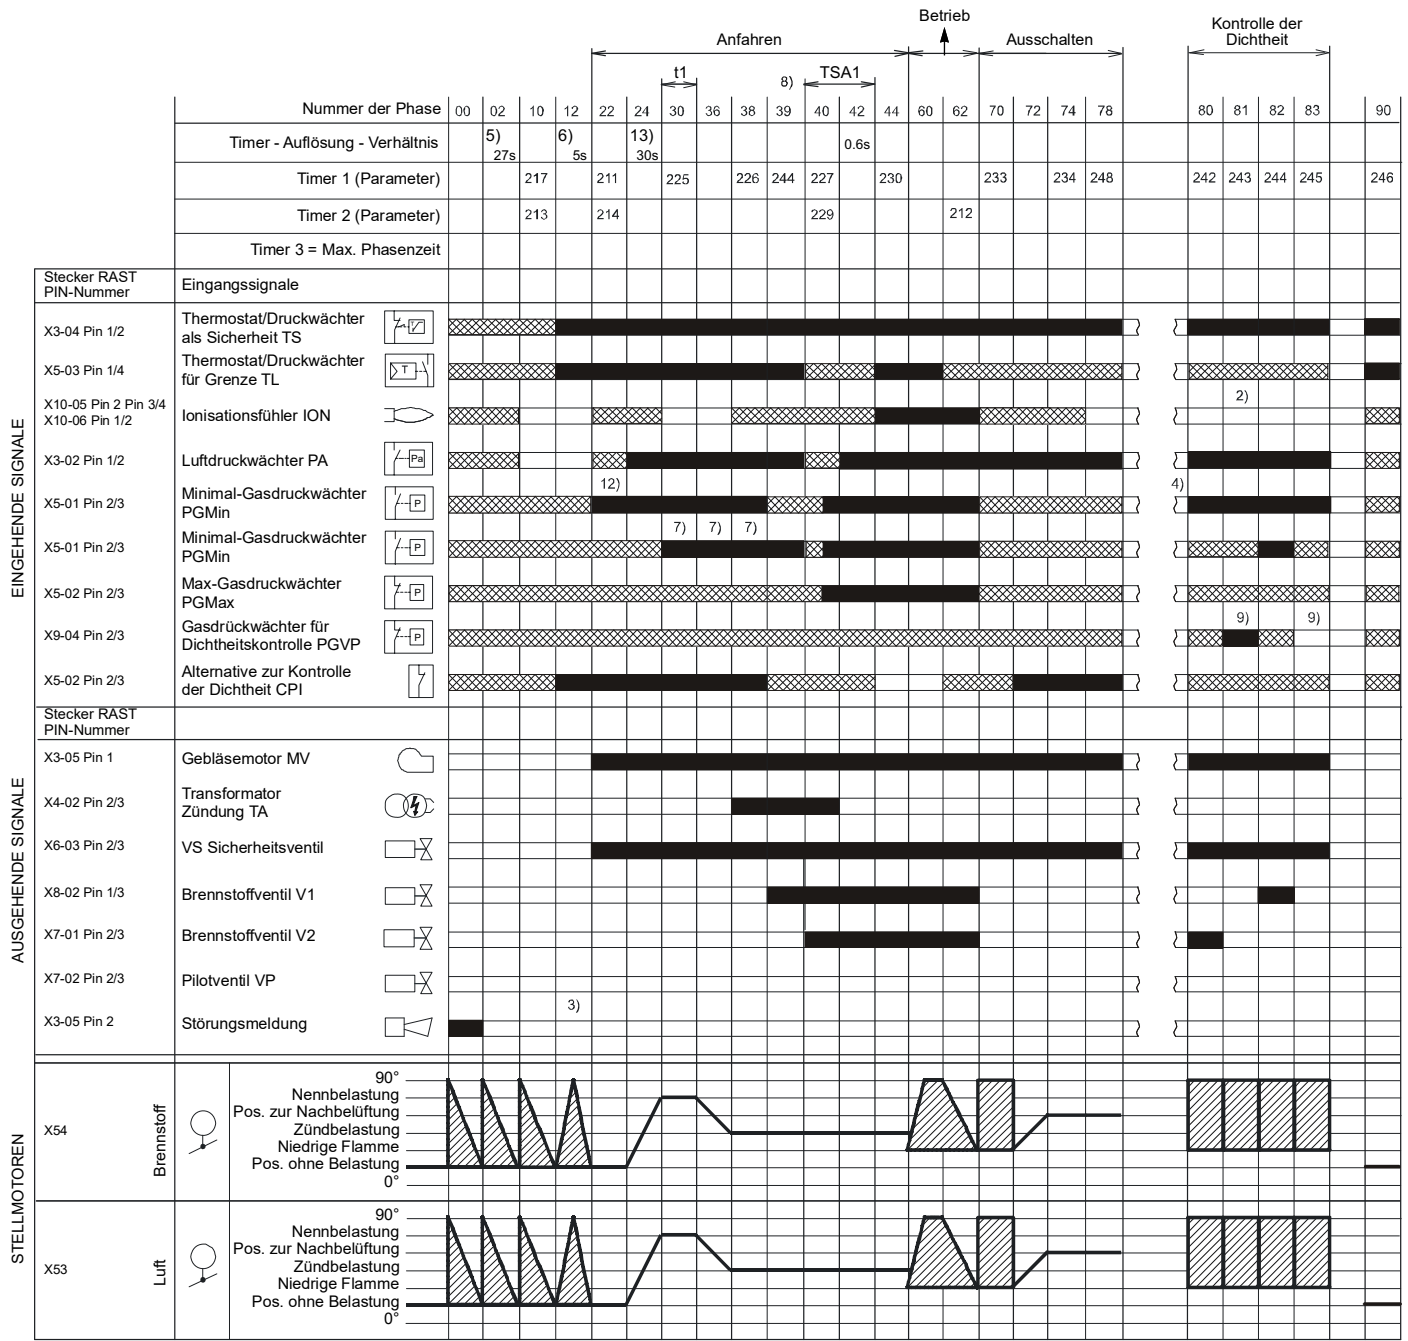 Betrieb
Anfahren
Ausschalten
Kontrolle der
Dichtheit
t1
8)
TSA1
Nummer der Phase 00 02 10 12 22 24 30 36 38 39 40 42 44 60 62 70 72 74 78 80 81 82 83 90
Timer - Auflösung - Verhältnis 5) 27s 6) 5s 13) 30s 0.6s
Timer 1 (Parameter) 217 211 225 226 244 227 230 233 234 248 242 243 244 245 246
Timer 2 (Parameter) 213 214 229 212
Timer 3 = Max. Phasenzeit
Stecker RAST
PIN-Nummer
Eingangssignale
EINGEHENDE SIGNALE
X3-04 Pin 1/2
Thermostat/Druckwächter
als Sicherheit TS
X5-03 Pin 1/4
Thermostat/Druckwächter
für Grenze TL
T
2)
X10-05 Pin 2 Pin 3/4
X10-06 Pin 1/2
Ionisationsfühler ION
X3-02 Pin 1/2
Luftdruckwächter PA
Pa
12)
4)
X5-01 Pin 2/3
Minimal-Gasdruckwächter
PGMin
P
7) 7) 7)
X5-01 Pin 2/3
Minimal-Gasdruckwächter
PGMin
P
X5-02 Pin 2/3
Max-Gasdruckwächter
PGMax
P
9) 9)
X9-04 Pin 2/3
Gasdrückwächter für
Dichtheitskontrolle PGVP
P
X5-02 Pin 2/3
Alternative zur Kontrolle
der Dichtheit CPI
Stecker RAST
PIN-Nummer
AUSGEHENDE SIGNALE
X3-05 Pin 1
Gebläsemotor MV
X4-02 Pin 2/3
Transformator
Zündung TA
X6-03 Pin 2/3
VS Sicherheitsventil
X8-02 Pin 1/3
Brennstoffventil V1
X7-01 Pin 2/3
Brennstoffventil V2
X7-02 Pin 2/3
Pilotventil VP
3)
X3-05 Pin 2
Störungsmeldung
STELLMOTOREN
X54
Brennstoff
90°
Nennbelastung
Pos. zur Nachbelüftung
Zündbelastung
Niedrige Flamme
Pos. ohne Belastung
0°
X53
Luft
90°
Nennbelastung
Pos. zur Nachbelüftung
Zündbelastung
Niedrige Flamme
Pos. ohne Belastung
0°